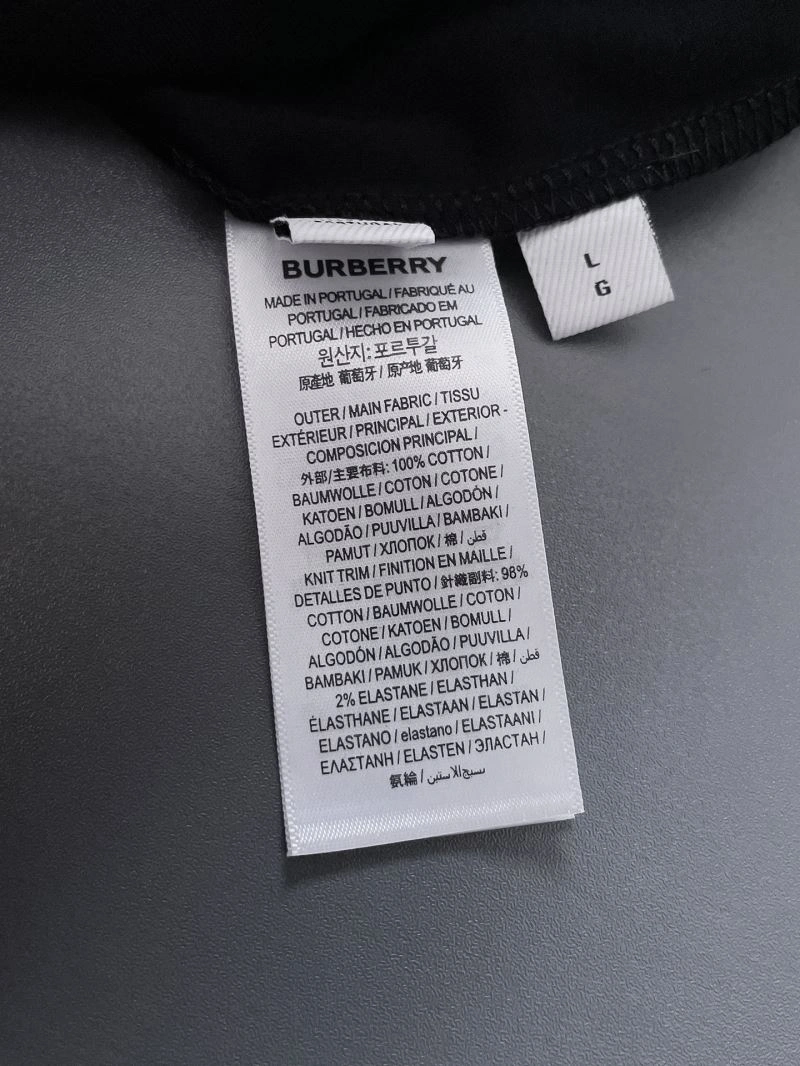 BURBERRY
MADE IN PORTUGAL / FABRIQUÉ AU
PORTUGAL / FABRICADO EM
PORTUGAL / HECHO EN PORTUGAL
원산지: 포르투갈
原產地 葡萄牙 / 原产地 葡萄牙
OUTER / MAIN FABRIC / TISSU
EXTÉRIEUR / PRINCIPAL / EXTERIOR -
COMPOSICION PRINCIPAL /
外部/主要布料: 100% COTTON /
BAUMWOLLE / COTON / COTONE /
KATOEN / BOMULL / ALGODÓN /
ALGODÃO / PUUVILLA / BAMBAKI /
PAMUT / ХЛОПОК / 棉 / قطن
KNIT TRIM / FINITION EN MAILLE /
DETALLES DE PUNTO / 針織副料: 98%
COTTON / BAUMWOLLE / COTON /
COTONE / KATOEN / BOMULL /
ALGODÓN / ALGODÃO / PUUVILLA /
BAMBAKI / PAMUK / ХЛОПОК / 棉 / قطن
2% ELASTANE / ELASTHAN /
ÉLASTHANE / ELASTAAN / ELASTAN /
ELASTANO / elastano / ELASTAANI /
ΕΛΑΣΤΑΝΗ / ELASTEN / ЭЛАСТАН /
氨綸 /
L
G